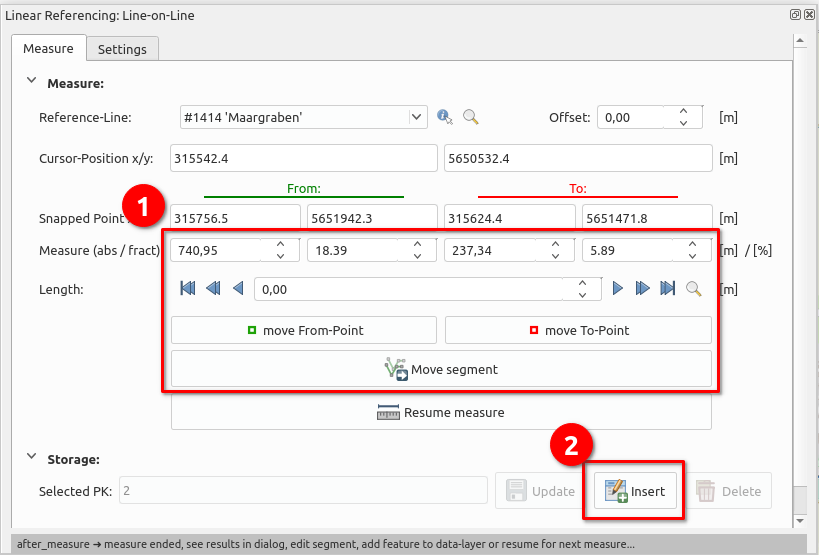 Linear Referencing: Line-on-Line
Measure Settings
Measure:
Reference-Line: #1414 'Maargraben' Offset: 0,00 [m]
Cursor-Position x/y: 315542.4 5650532.4 [m]
From: To:
1
Snapped Point 315756.5 5651942.3 315624.4 5651471.8 [m]
Measure (abs / fract) 740,95 18.39 237,34 5.89 [m] / [%]
Length: 0,00 [m]
move From-Point move To-Point
Move segment
Resume measure
2
Storage:
Selected PK: 2 Update Insert Delete
after_measure ➜ measure ended, see results in dialog, edit segment, add feature to data-layer or resume for next measure...